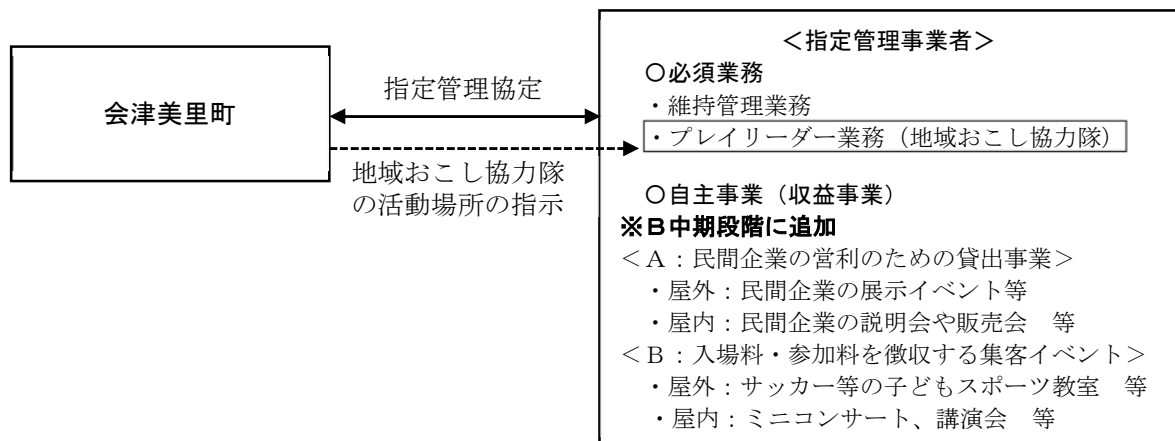 会津美里町
指定管理協定
地域おこし協力隊
の活動場所の指示
＜指定管理事業者＞
○必須業務
・維持管理業務
・プレイリーダー業務（地域おこし協力隊）
○自主事業（収益事業）
※Ｂ中期段階に追加
＜Ａ：民間企業の営利のための貸出事業＞
・屋外：民間企業の展示イベント等
・屋内：民間企業の説明会や販売会　等
＜Ｂ：入場料・参加料を徴収する集客イベント＞
・屋外：サッカー等の子どもスポーツ教室　等
・屋内：ミニコンサート、講演会　等